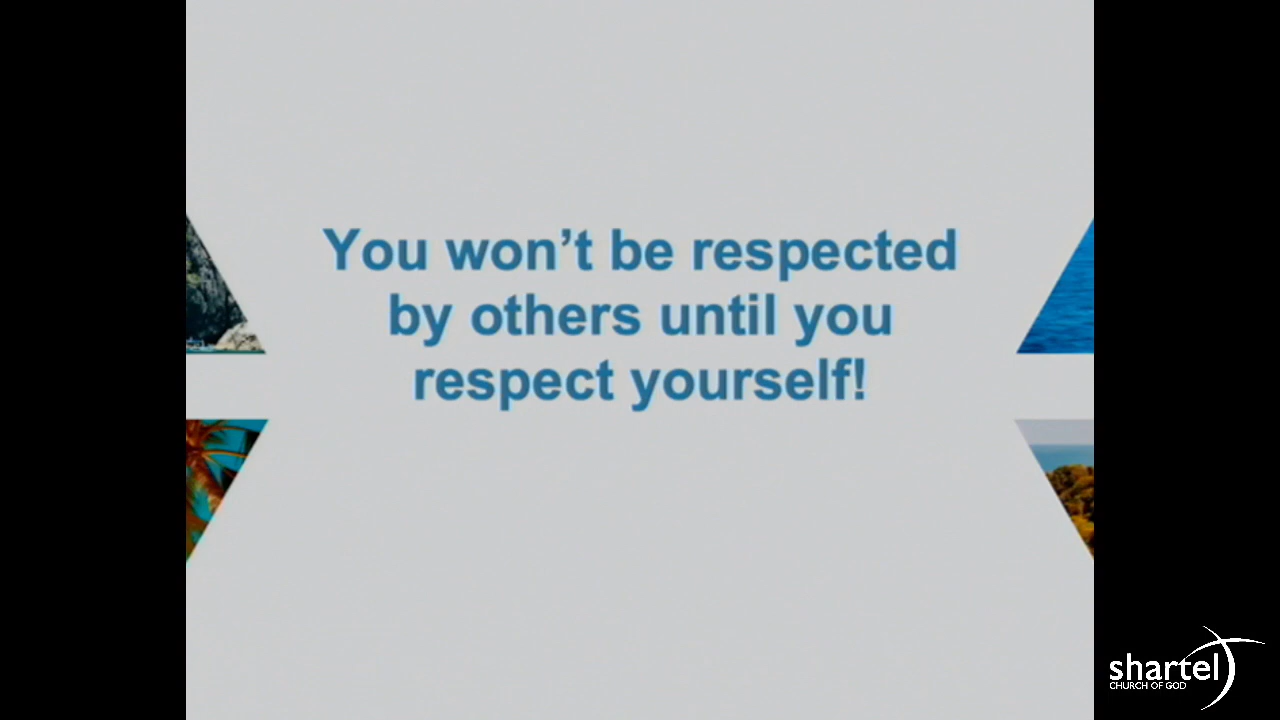 You won’t be respected
by others until you
respect yourself!
shartel
CHURCH OF GOD